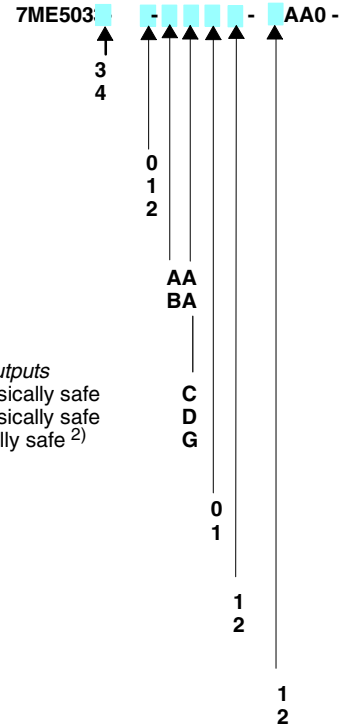 7ME503 - - AA0 -
3
4
0
1
2
AA
BA
utputs
sically safe C
sically safe D
lly safe 2) G
0
1
1
2
1
2